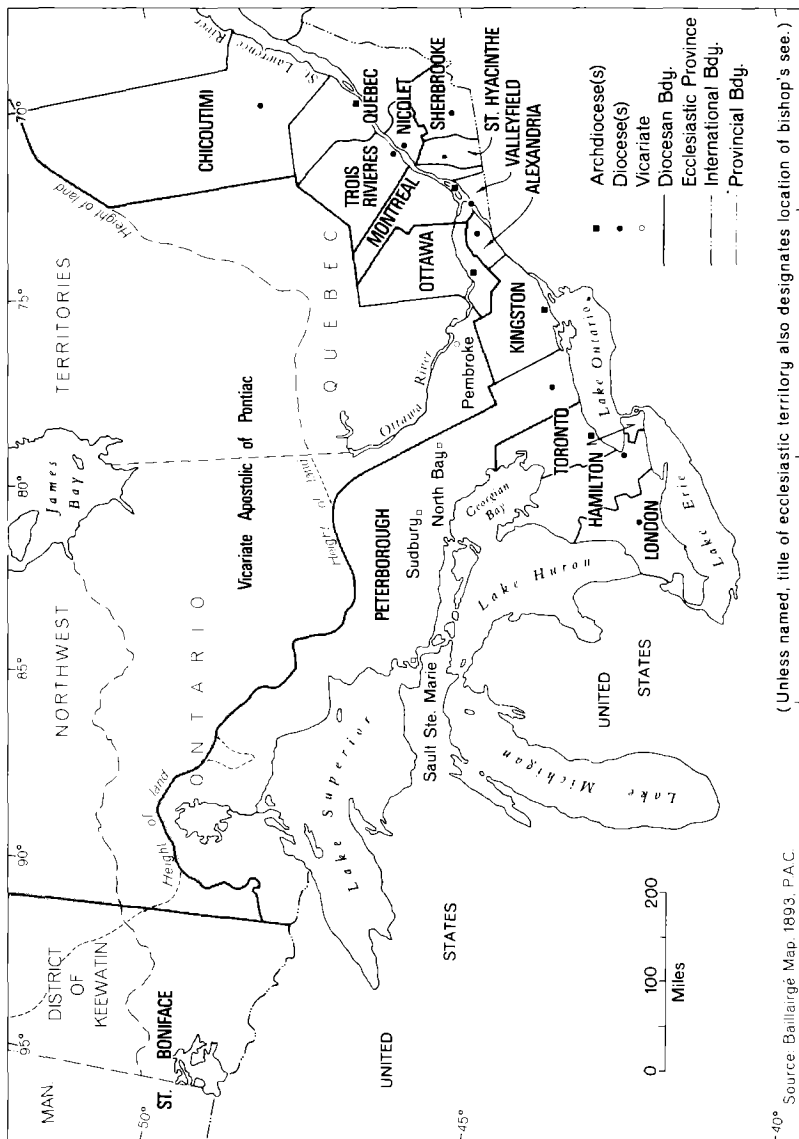 95°
90°
85°
80°
75°
70°
MAN.
DISTRICT
OF
KEEWATIN
NORTHWEST
TERRITORIES
James
Bay
Height of land
CHICOUTIMI
St. Lawrence
River
50°
ST. BONIFACE
Height of land
ONTARIO
Vicariate Apostolic of Pontiac
Height of land
QUEBEC
TROIS
RIVIERES
QUEBEC
NICOLET
MONTREAL
SHERBROOKE
ST. HYACINTHE
VALLEYFIELD
ALEXANDRIA
OTTAWA
Ottawa River
Pembroke
KINGSTON
PETERBOROUGH
Sudbury
North Bay
Lake Superior
Sault Ste. Marie
Georgian
Bay
TORONTO
Lake Ontario
45°
Lake Huron
HAMILTON
LONDON
Lake Erie
UNITED
STATES
Lake Michigan
UNITED
STATES
0 100 200
Miles
Archdiocese(s)
Diocese(s)
Vicariate
Diocesan Bdy.
Ecclesiastic Province
International Bdy.
Provincial Bdy.
40°
Source: Baillairgé Map, 1893, P.A.C.
(Unless named, title of ecclesiastic territory also designates location of bishop's see.)